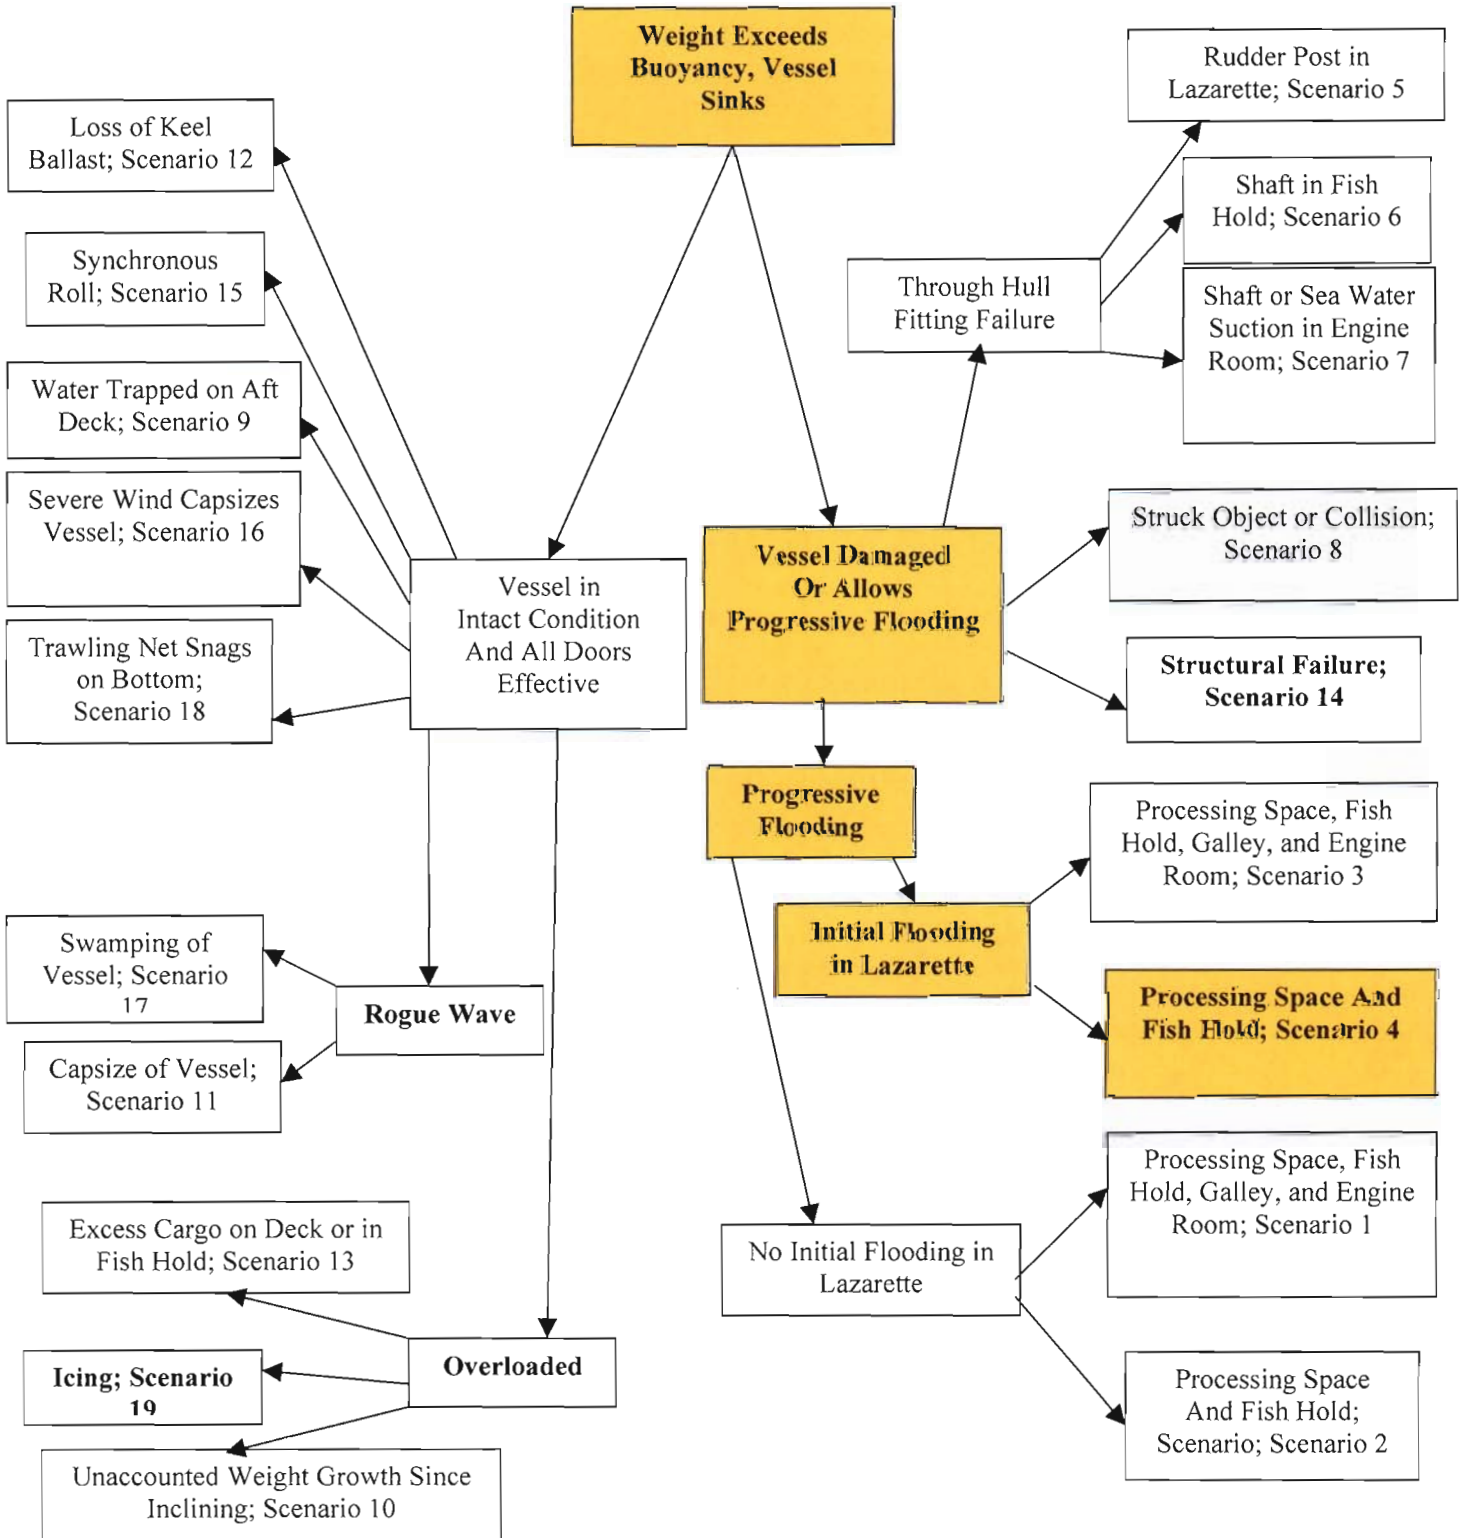 Weight Exceeds
Buoyancy, Vessel
Sinks
Rudder Post in
Lazarette; Scenario 5
Loss of Keel
Ballast; Scenario 12
Shaft in Fish
Hold; Scenario 6
Synchronous
Roll; Scenario 15
Through Hull
Fitting Failure
Shaft or Sea Water
Suction in Engine
Room; Scenario 7
Water Trapped on Aft
Deck; Scenario 9
Severe Wind Capsizes
Vessel; Scenario 16
Struck Object or Collision;
Scenario 8
Vessel in
Intact Condition
And All Doors
Effective
Vessel Damaged
Or Allows
Progressive Flooding
Trawling Net Snags
on Bottom;
Scenario 18
Structural Failure;
Scenario 14
Progressive
Flooding
Processing Space, Fish
Hold, Galley, and Engine
Room; Scenario 3
Initial Flooding
in Lazarette
Swamping of
Vessel; Scenario
17
Rogue Wave
Processing Space And
Fish Hold; Scenario 4
Capsize of Vessel;
Scenario 11
Processing Space, Fish
Hold, Galley, and Engine
Room; Scenario 1
Excess Cargo on Deck or in
Fish Hold; Scenario 13
No Initial Flooding in
Lazarette
Icing; Scenario
19
Overloaded
Processing Space
And Fish Hold;
Scenario; Scenario 2
Unaccounted Weight Growth Since
Inclining; Scenario 10